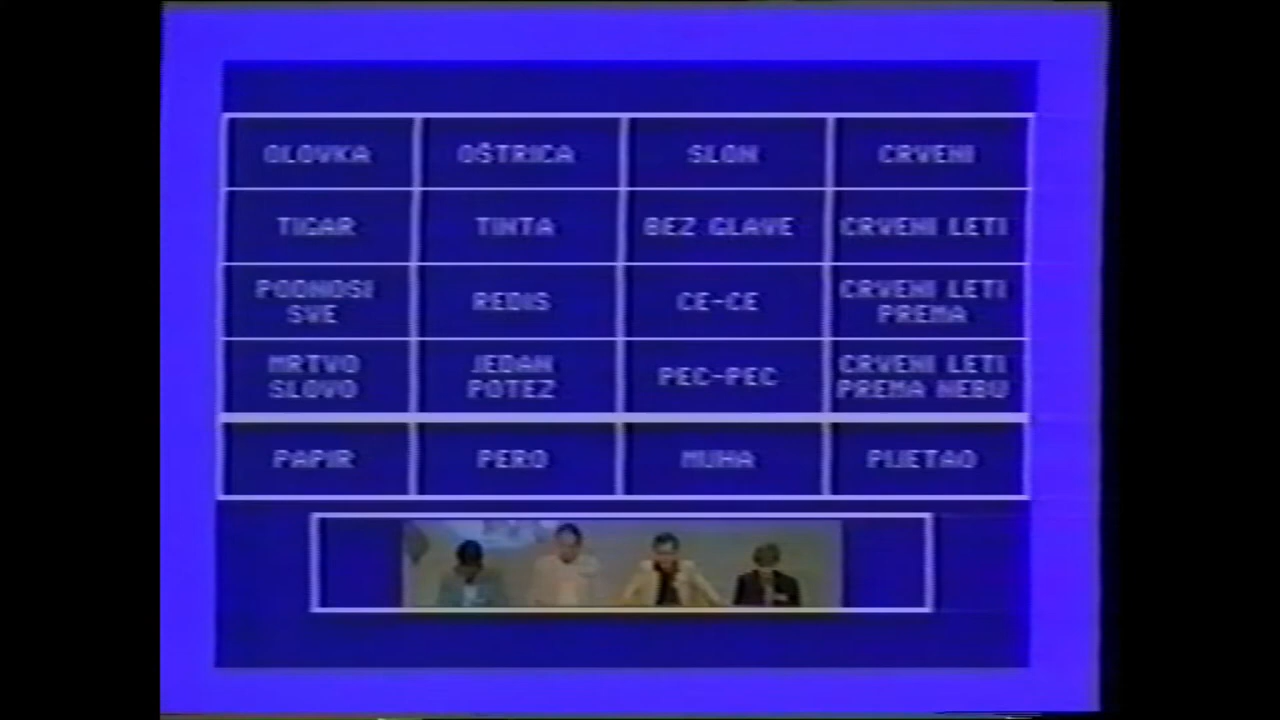 OLOVKA OŠTRICA SLON CRVENI
TIGAR TINTA BEZ GLAVE CRVENI LETI
PODNOSI SVE REDIS CE-CE CRVENI LETI PREMA
MRTVO SLOVO JEDAN POTEZ PEC-PEC CRVENI LETI PREMA NEBU
PAPIR PERO MUHA PIJETAO